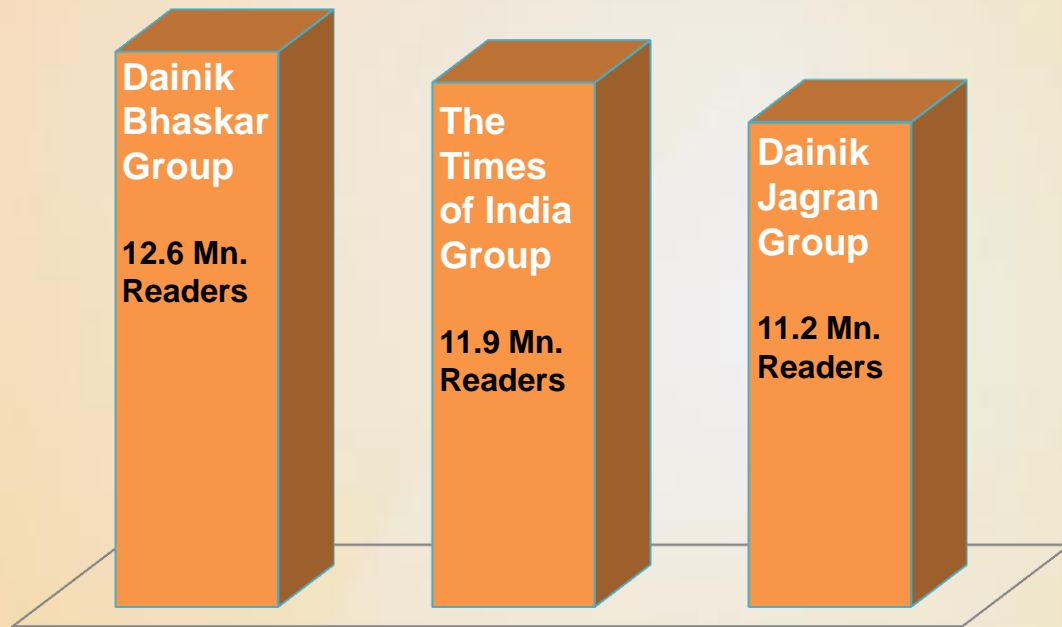 Dainik
Bhaskar
Group
12.6 Mn.
Readers
The
Times
of India
Group
11.9 Mn.
Readers
Dainik
Jagran
Group
11.2 Mn.
Readers